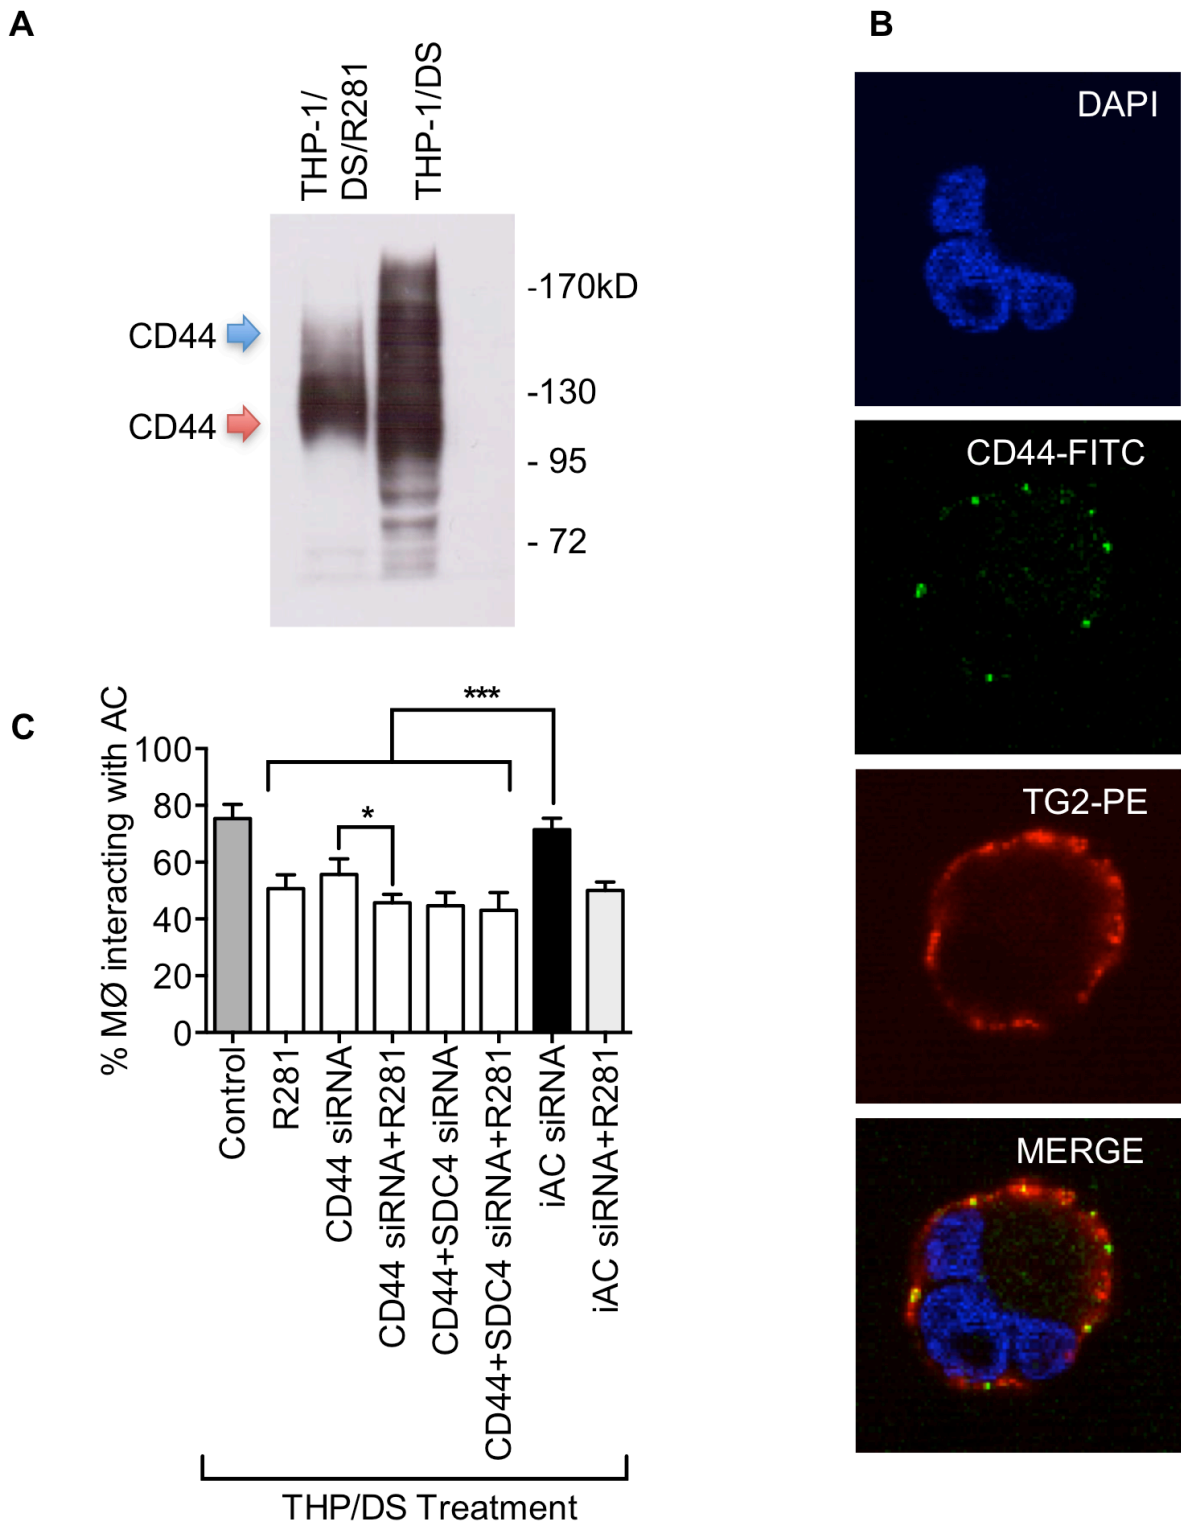 A
THP-1/
DS/R281
THP-1/DS
CD44
CD44
-170kD
-130
- 95
- 72
B
DAPI
CD44-FITC
TG2-PE
MERGE
C
% MØ interacting with AC
100
80
60
40
20
0
*
***
Control
R281
CD44 siRNA
CD44 siRNA+R281
CD44+SDC4 siRNA
CD44+SDC4 siRNA+R281
iAC siRNA
iAC siRNA+R281
THP/DS Treatment